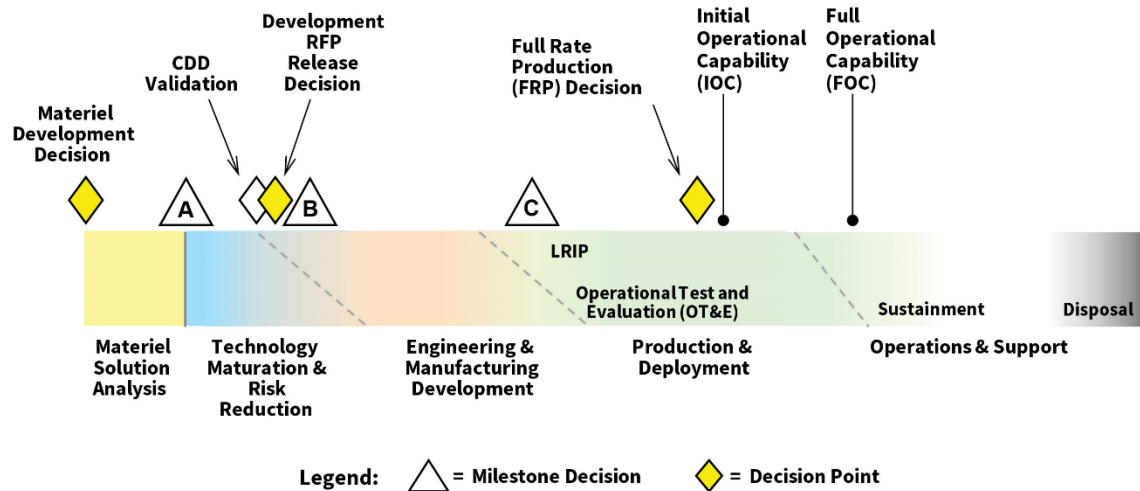 Materiel
Development
Decision
CDD
Validation
Development
RFP
Release
Decision
Full Rate
Production
(FRP) Decision
Initial
Operational
Capability
(IOC)
Full
Operational
Capability
(FOC)
A
B
C
LRIP
Operational Test and
Evaluation (OT&E)
Sustainment
Disposal
Materiel
Solution
Analysis
Technology
Maturation &
Risk
Reduction
Engineering &
Manufacturing
Development
Production &
Deployment
Operations & Support
Legend:
= Milestone Decision
= Decision Point